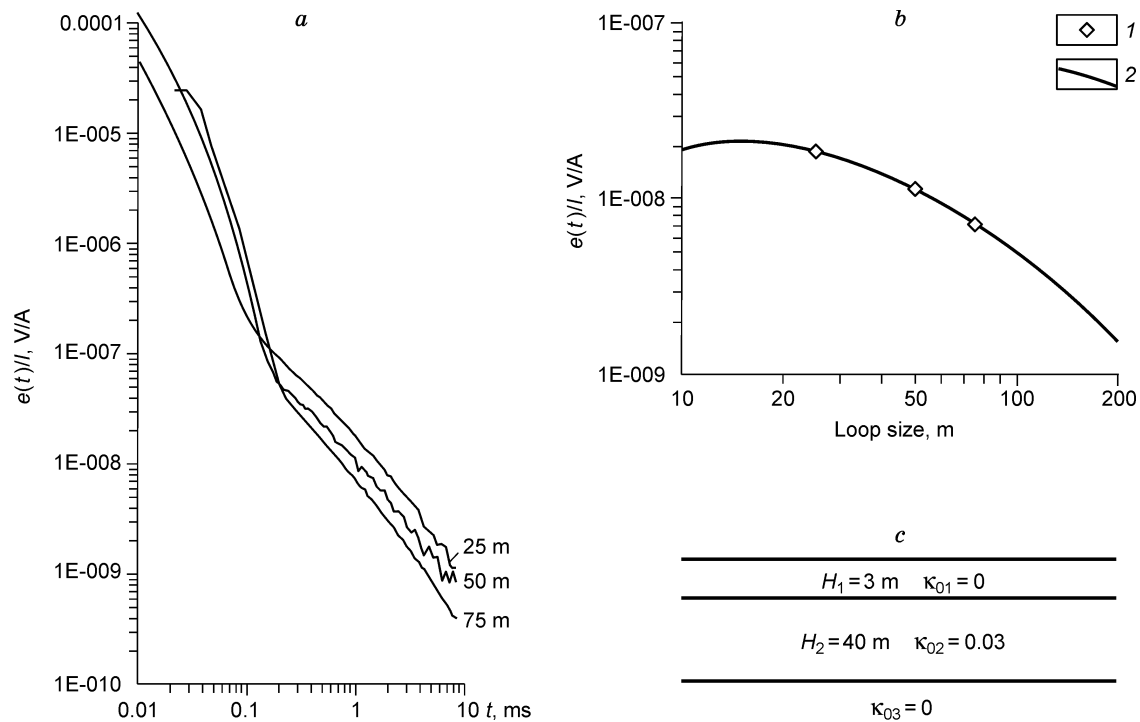 a
0.0001
1E-005
1E-006
1E-007
1E-008
1E-009
1E-010
e(t)/I, V/A
0.01
0.1
1
10
t, ms
25 m
50 m
75 m
b
1
2
1E-007
1E-008
1E-009
e(t)/I, V/A
10
20
50
100
200
Loop size, m
c
H₁=3 m κ₀₁=0
H₂=40 m κ₀₂=0.03
κ₀₃=0